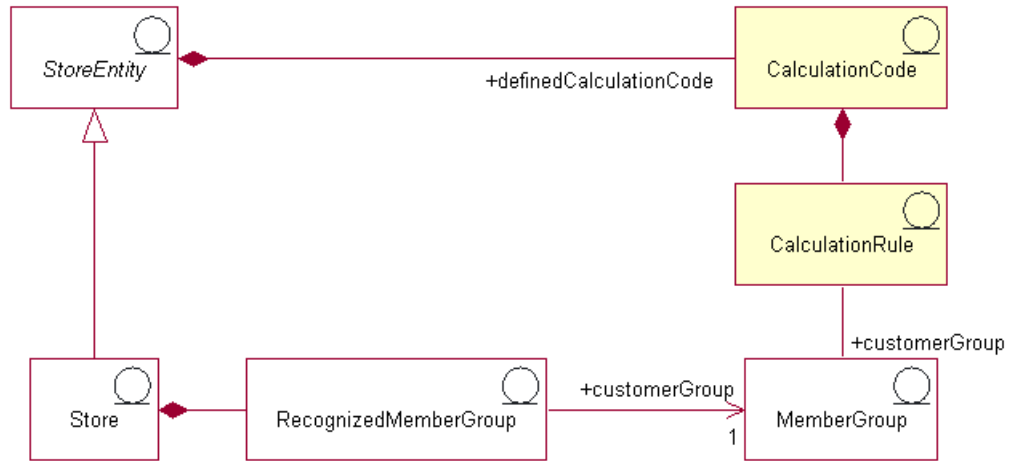 StoreEntity
+definedCalculationCode
CalculationCode
CalculationRule
+customerGroup
Store
RecognizedMemberGroup
+customerGroup
1
MemberGroup